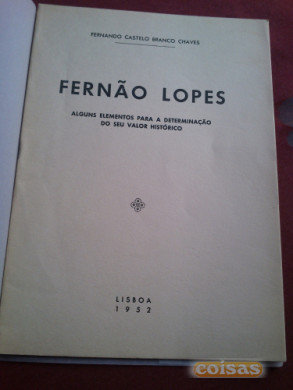 FERNANDO CASTELO BRANCO CHAVES
FERNÃO LOPES
ALGUNS ELEMENTOS PARA A DETERMINAÇÃO
DO SEU VALOR HISTÓRICO
LISBOA
1952
coisas